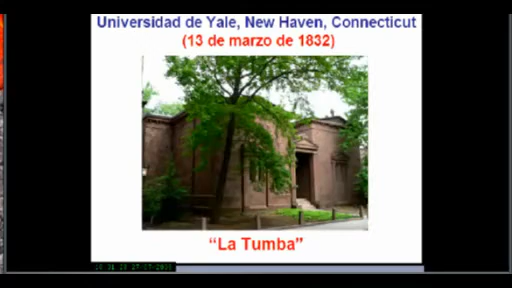 Universidad de Yale, New Haven, Connecticut
(13 de marzo de 1832)
“La Tumba”